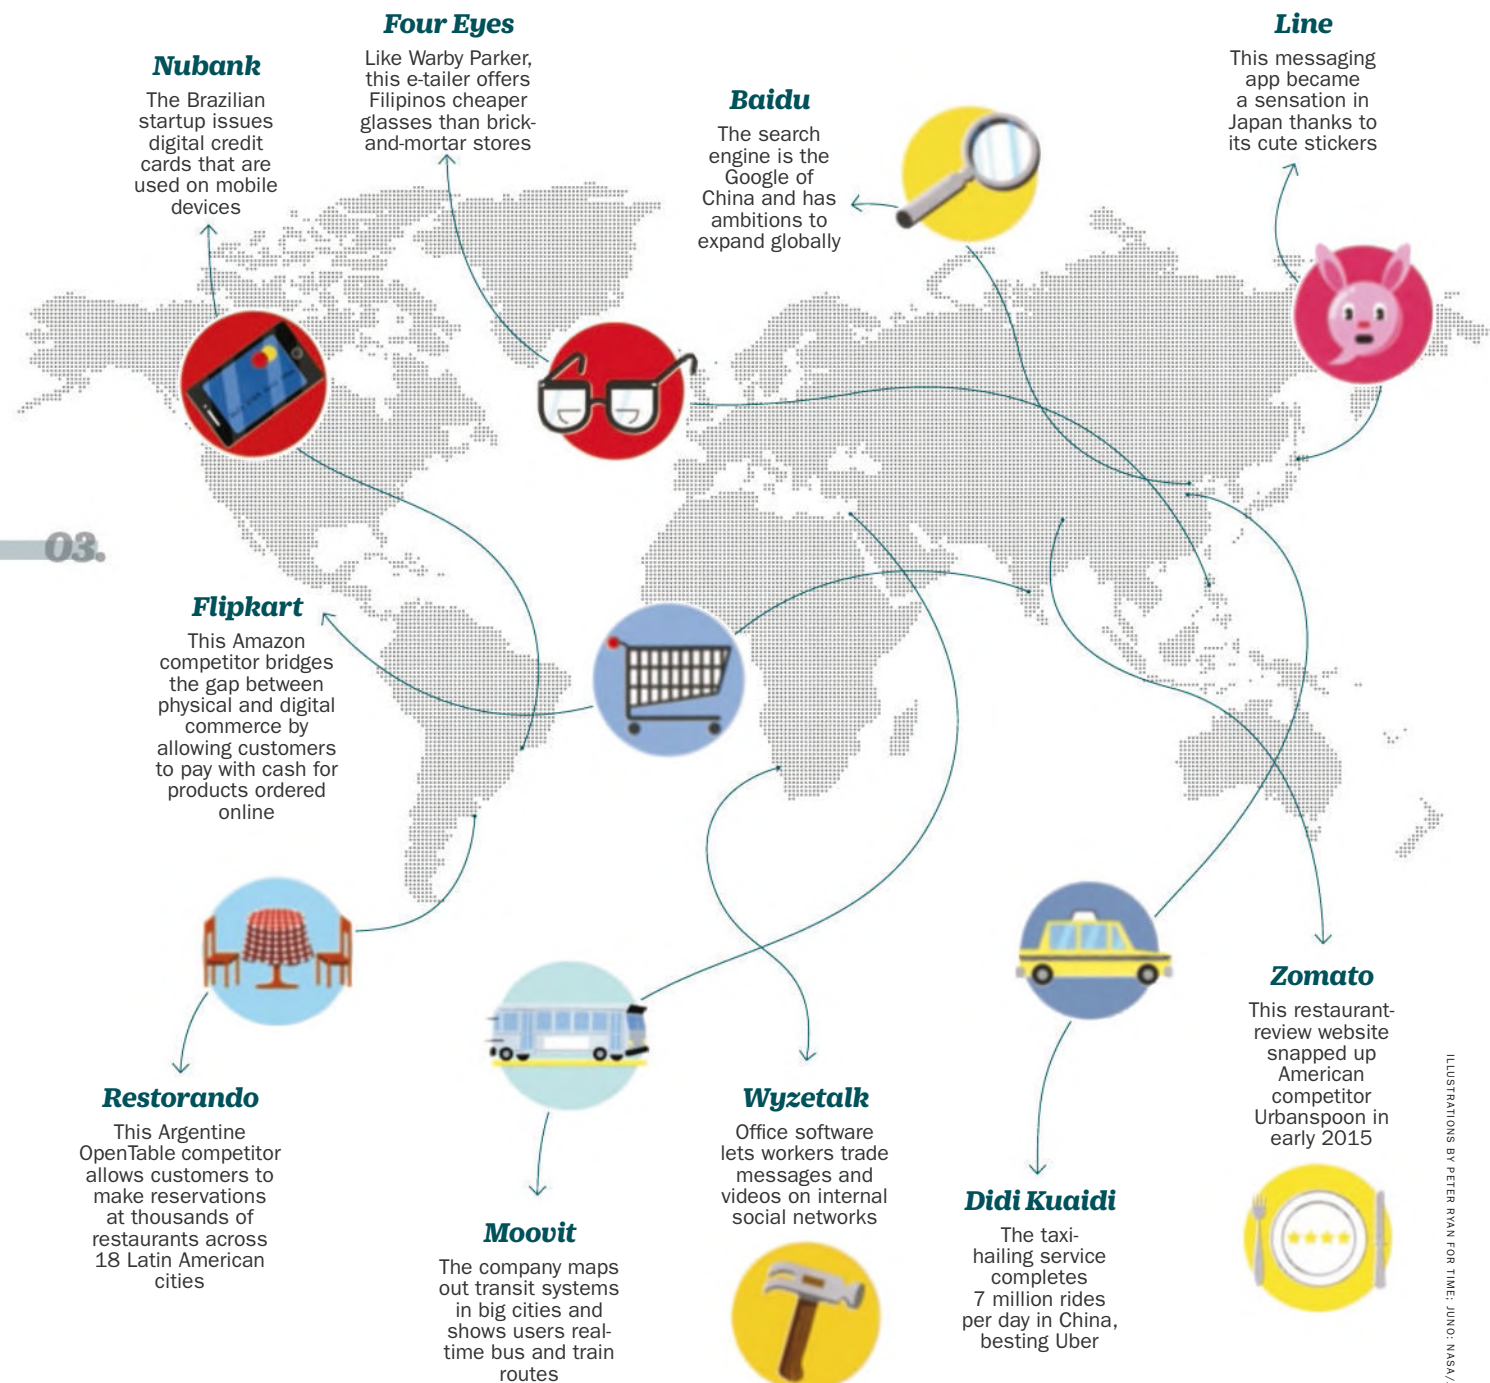 Nubank
The Brazilian
startup issues
digital credit
cards that are
used on mobile
devices
Four Eyes
Like Warby Parker,
this e-tailer offers
Filipinos cheaper
glasses than brick-
and-mortar stores
Baidu
The search
engine is the
Google of
China and has
ambitions to
expand globally
Line
This messaging
app became
a sensation in
Japan thanks to
its cute stickers
03.
Flipkart
This Amazon
competitor bridges
the gap between
physical and digital
commerce by
allowing customers
to pay with cash for
products ordered
online
Restorando
This Argentine
OpenTable competitor
allows customers to
make reservations
at thousands of
restaurants across
18 Latin American
cities
Moovit
The company maps
out transit systems
in big cities and
shows users real-
time bus and train
routes
Wyzetalk
Office software
lets workers trade
messages and
videos on internal
social networks
Didi Kuaidi
The taxi-
hailing service
completes
7 million rides
per day in China,
besting Uber
Zomato
This restaurant-
review website
snapped up
American
competitor
Urbanspoon in
early 2015
ILLUSTRATIONS BY PETER RYAN FOR TIME; JUNO: NASA/